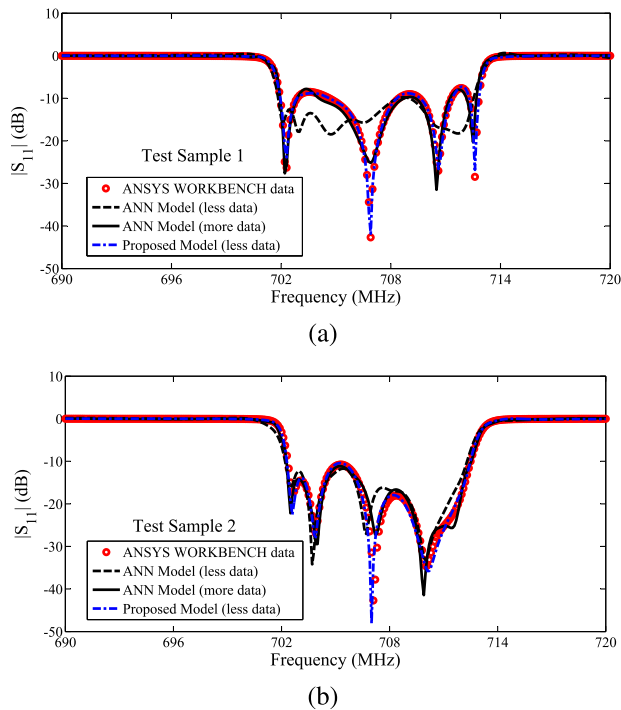 10
0
-10
-20
-30
-40
-50
|S11| (dB)
Test Sample 1
ANSYS WORKBENCH data
ANN Model (less data)
ANN Model (more data)
Proposed Model (less data)
690 696 702 708 714 720
Frequency (MHz)
(a)
10
0
-10
-20
-30
-40
-50
|S11| (dB)
Test Sample 2
ANSYS WORKBENCH data
ANN Model (less data)
ANN Model (more data)
Proposed Model (less data)
690 696 702 708 714 720
Frequency (MHz)
(b)